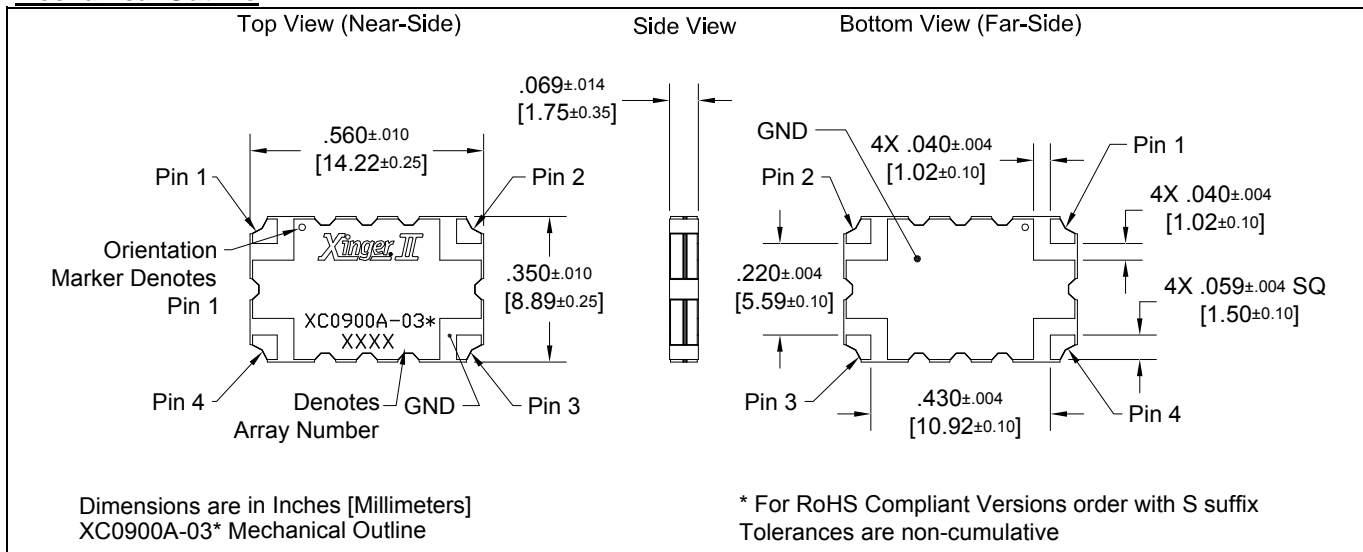 Top View (Near-Side)
Side View
Bottom View (Far-Side)
.069±.014
[1.75±0.35]
.560±.010
[14.22±0.25]
Pin 1
Pin 2
Orientation
Marker Denotes
Pin 1
Xinger II
.350±.010
[8.89±0.25]
XC0900A-03*
XXXX
Pin 4
Denotes
Array Number
GND
Pin 3
GND
4X .040±.004
[1.02±0.10]
Pin 1
Pin 2
4X .040±.004
[1.02±0.10]
.220±.004
[5.59±0.10]
4X .059±.004 SQ
[1.50±0.10]
Pin 3
.430±.004
[10.92±0.10]
Pin 4
Dimensions are in Inches [Millimeters]
XC0900A-03* Mechanical Outline
* For RoHS Compliant Versions order with S suffix
Tolerances are non-cumulative